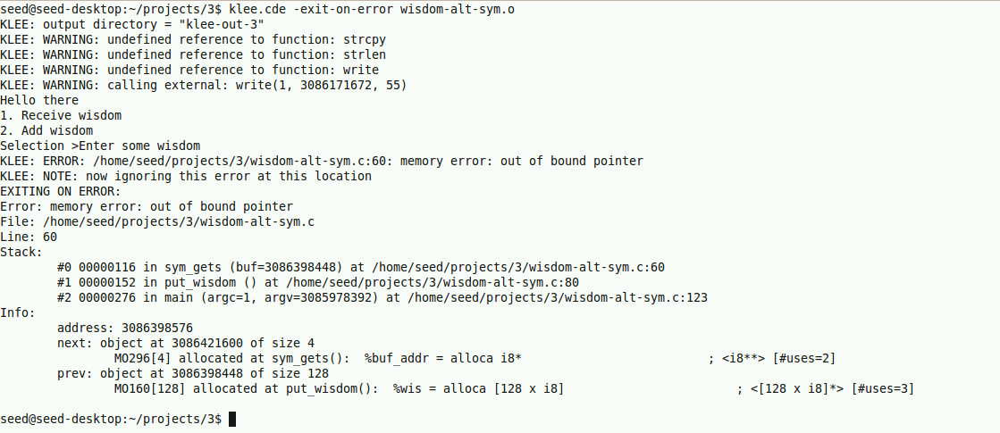 seed@seed-desktop:~/projects/3$ klee.cde -exit-on-error wisdom-alt-sym.o
KLEE: output directory = "klee-out-3"
KLEE: WARNING: undefined reference to function: strcpy
KLEE: WARNING: undefined reference to function: strlen
KLEE: WARNING: undefined reference to function: write
KLEE: WARNING: calling external: write(1, 3086171672, 55)
Hello there
1. Receive wisdom
2. Add wisdom
Selection >Enter some wisdom
KLEE: ERROR: /home/seed/projects/3/wisdom-alt-sym.c:60: memory error: out of bound pointer
KLEE: NOTE: now ignoring this error at this location
EXITING ON ERROR:
Error: memory error: out of bound pointer
File: /home/seed/projects/3/wisdom-alt-sym.c
Line: 60
Stack:
        #0 00000116 in sym_gets (buf=3086398448) at /home/seed/projects/3/wisdom-alt-sym.c:60
        #1 00000152 in put_wisdom () at /home/seed/projects/3/wisdom-alt-sym.c:80
        #2 00000276 in main (argc=1, argv=3085978392) at /home/seed/projects/3/wisdom-alt-sym.c:123
Info:
        address: 3086398576
        next: object at 3086421600 of size 4
                MO296[4] allocated at sym_gets():  %buf_addr = alloca i8*                          ; <i8**> [#uses=2]
        prev: object at 3086398448 of size 128
                MO160[128] allocated at put_wisdom():  %wis = alloca [128 x i8]                        ; <[128 x i8]*> [#uses=3]
seed@seed-desktop:~/projects/3$